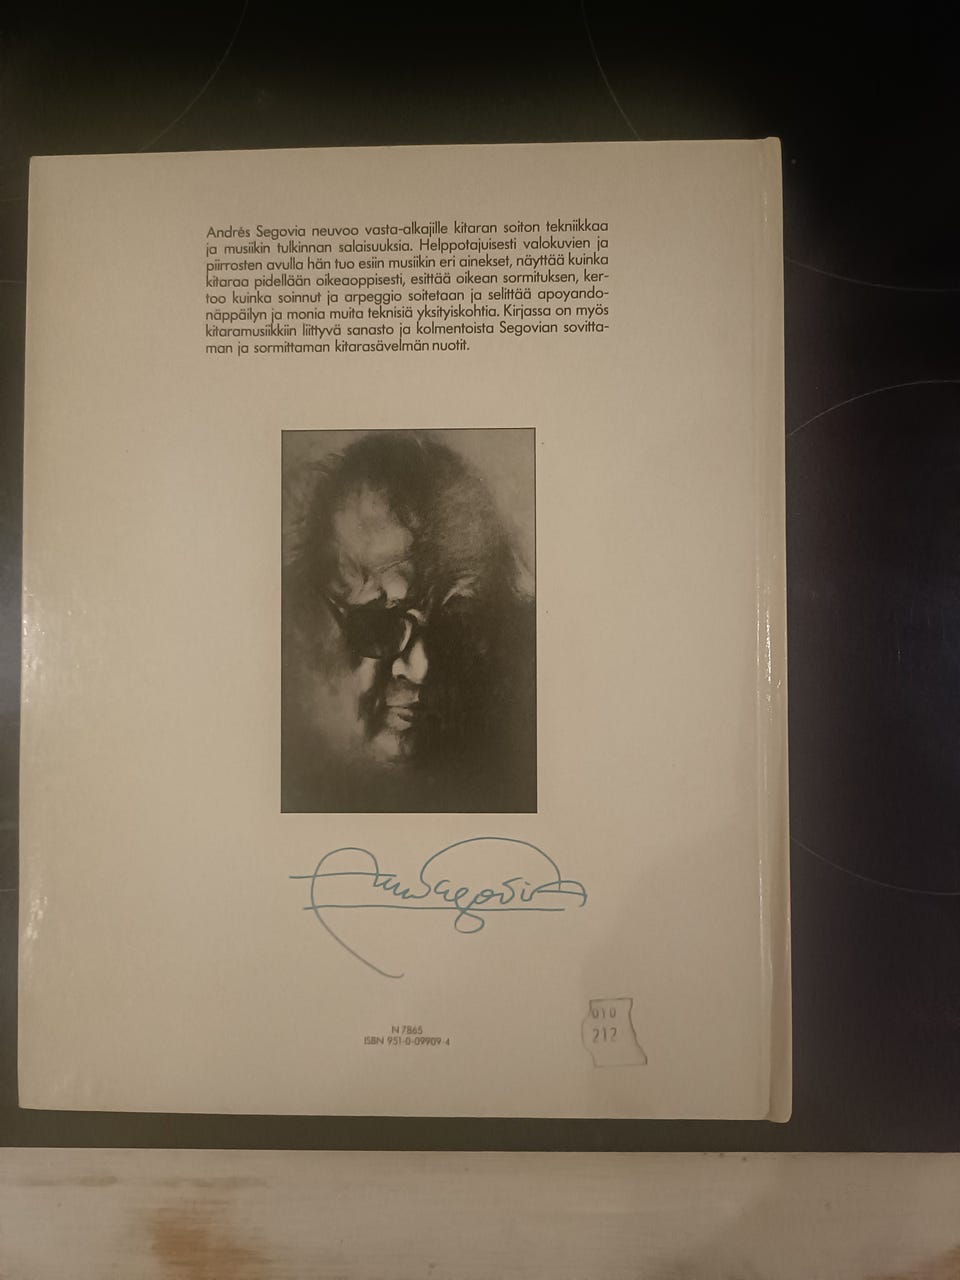 Andrés Segovia neuvoo vasta-alkajille kitaran soiton tekniikkaa
ja musiikin tulkinnan salaisuuksia. Helppotajuisesti valokuvien ja
piirrosten avulla hän tuo esiin musiikin eri ainekset, näyttää kuinka
kitaraa pidellään oikeaoppisesti, esittää oikean sormituksen, ker-
too kuinka soinnut ja arpeggio soitetaan ja selittää apoyando-
näppäilyn ja monia muita teknisiä yksityiskohtia. Kirjassa on myös
kitaramusiikkiin liittyvä sanasto ja kolmentoista Segovian sovitta-
man ja sormittaman kitarasävelmän nuotit.
Segovia
N 7865
ISBN 951-0-09909-4
010
212